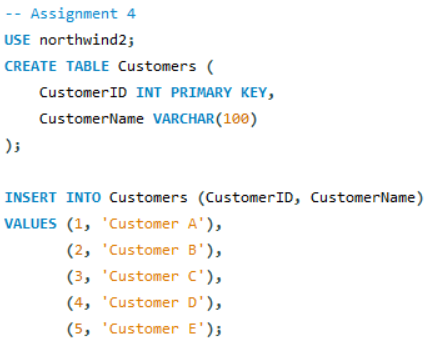 -- Assignment 4
USE northwind2;
CREATE TABLE Customers (
    CustomerID INT PRIMARY KEY,
    CustomerName VARCHAR(100)
);

INSERT INTO Customers (CustomerID, CustomerName)
VALUES (1, 'Customer A'),
       (2, 'Customer B'),
       (3, 'Customer C'),
       (4, 'Customer D'),
       (5, 'Customer E');